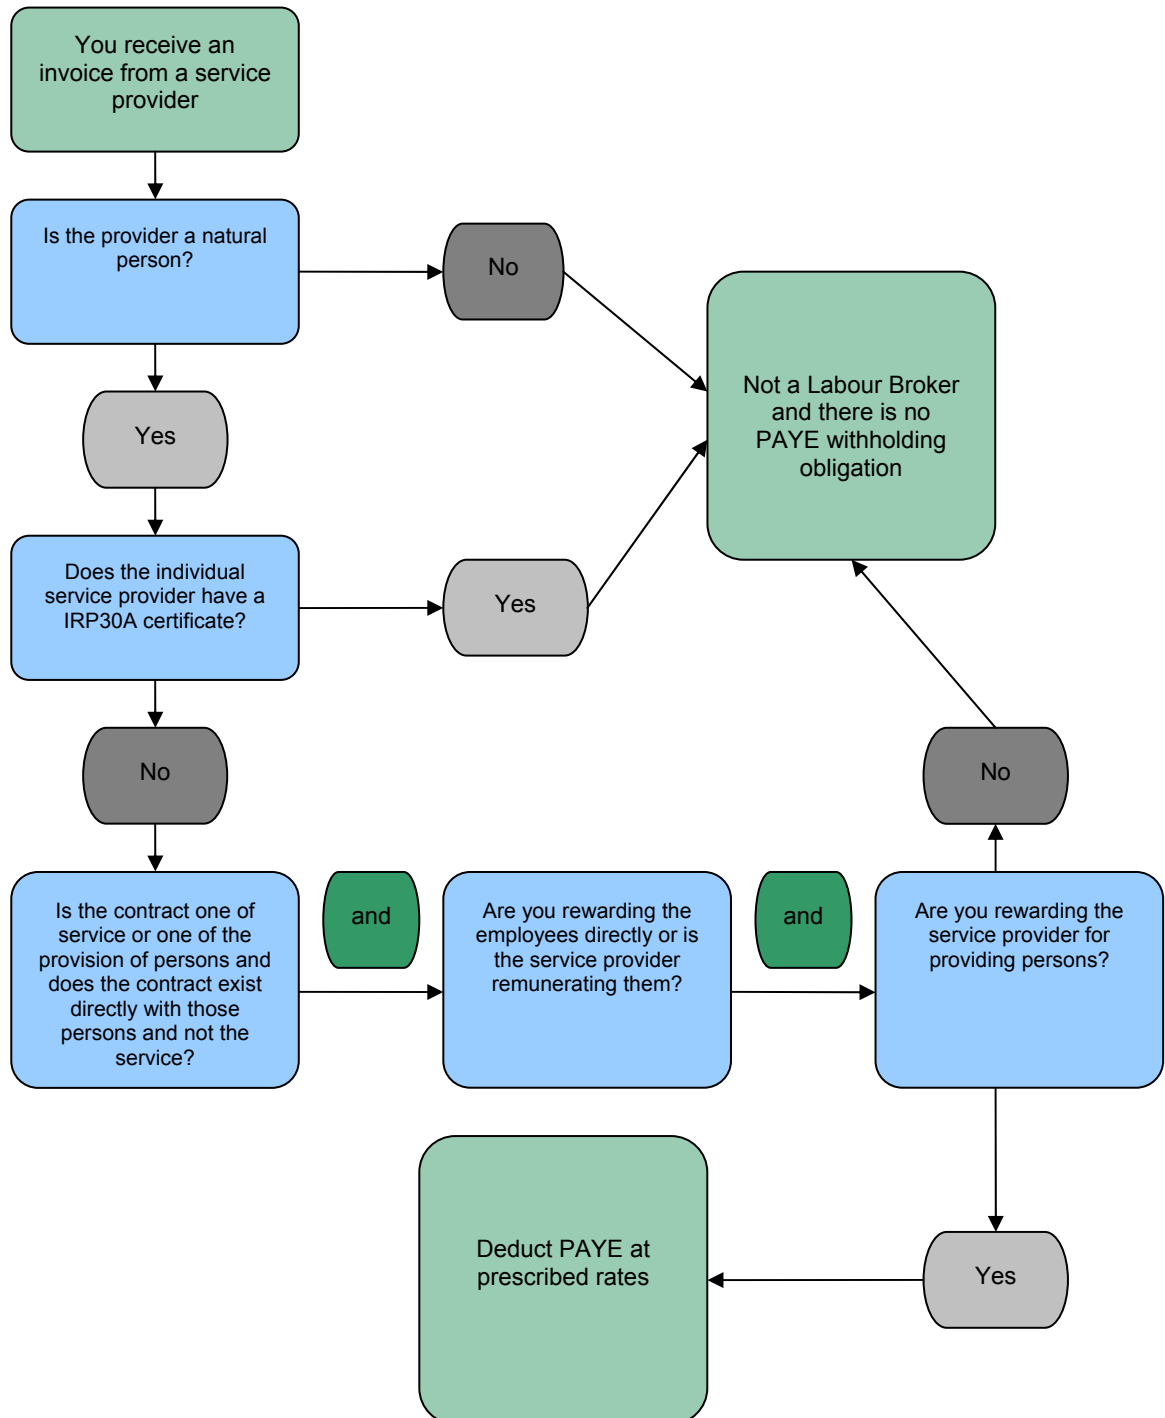 You receive an
invoice from a service
provider
Is the provider a natural
person?
No
Not a Labour Broker
and there is no
PAYE withholding
obligation
Yes
Does the individual
service provider have a
IRP30A certificate?
Yes
No
No
Is the contract one of
service or one of the
provision of persons and
does the contract exist
directly with those
persons and not the
service?
and
Are you rewarding the
employees directly or is
the service provider
remunerating them?
and
Are you rewarding the
service provider for
providing persons?
Deduct PAYE at
prescribed rates
Yes